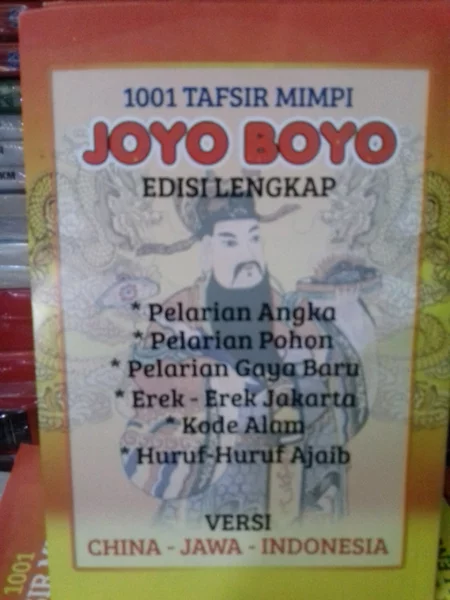 1001 TAFSIR MIMPI
JOYO BOYO
EDISI LENGKAP
* Pelarian Angka
* Pelarian Pohon
* Pelarian Gaya Baru
* Erek - Erek Jakarta
* Kode Alam
* Huruf-Huruf Ajaib
VERSI
CHINA - JAWA - INDONESIA
1001